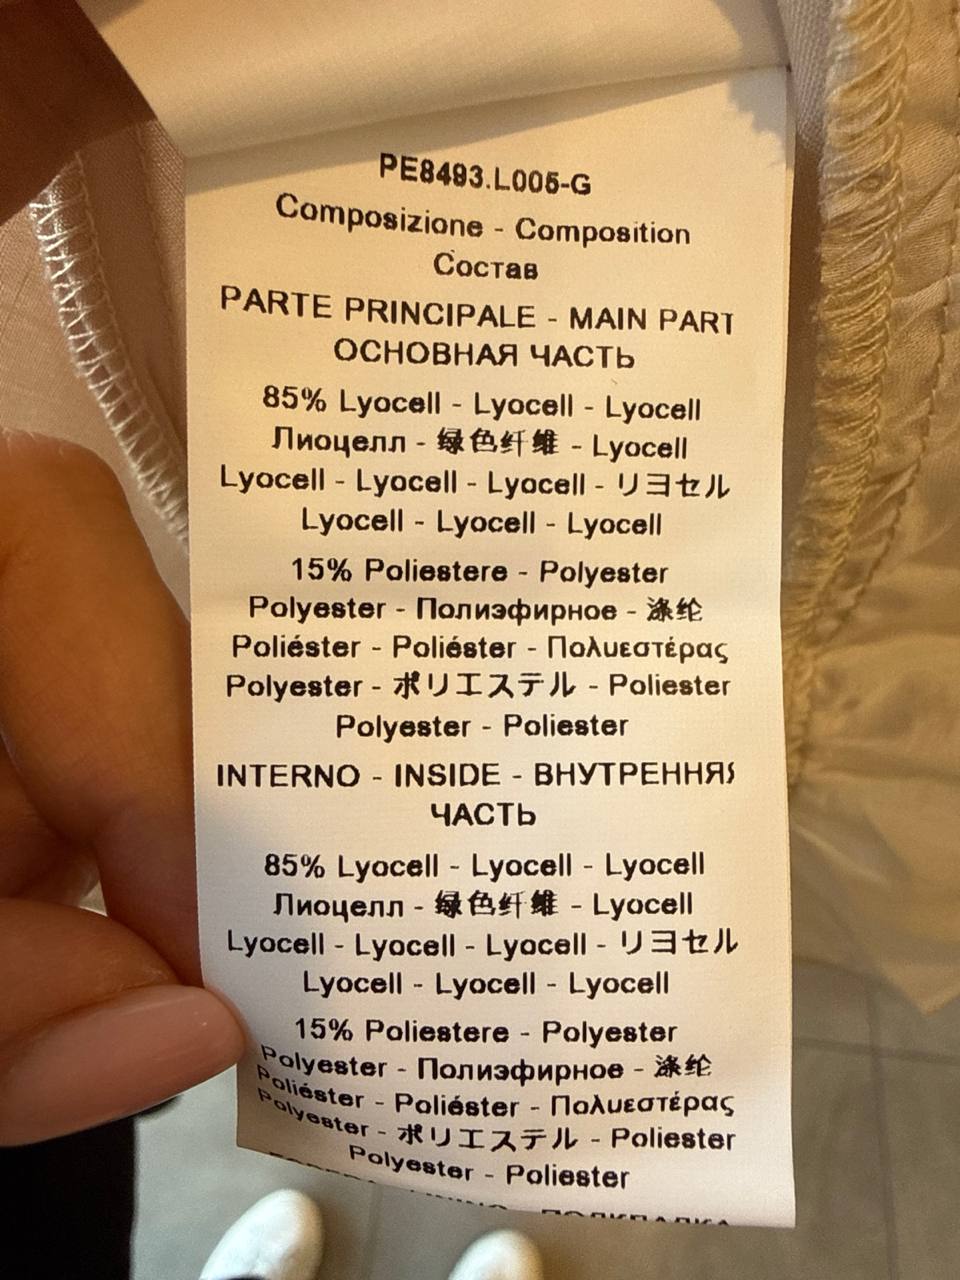 PE8493.L005-G
Composizione - Composition
Состав
PARTE PRINCIPALE - MAIN PART
ОСНОВНАЯ ЧАСТЬ
85% Lyocell - Lyocell - Lyocell
Лиоцелл - 绿色纤维 - Lyocell
Lyocell - Lyocell - Lyocell - リヨセル
Lyocell - Lyocell - Lyocell
15% Poliestere - Polyester
Polyester - Полиэфирное - 涤纶
Poliéster - Poliéster - Πολυεστέρας
Polyester - ポリエステル - Poliester
Polyester - Poliester
INTERNO - INSIDE - ВНУТРЕННЯЯ
ЧАСТЬ
85% Lyocell - Lyocell - Lyocell
Лиоцелл - 绿色纤维 - Lyocell
Lyocell - Lyocell - Lyocell - リヨセル
Lyocell - Lyocell - Lyocell
15% Poliestere - Polyester
Polyester - Полиэфирное - 涤纶
Poliéster - Poliéster - Πολυεστέρας
Polyester - ポリエステル - Poliester
Polyester - Poliester